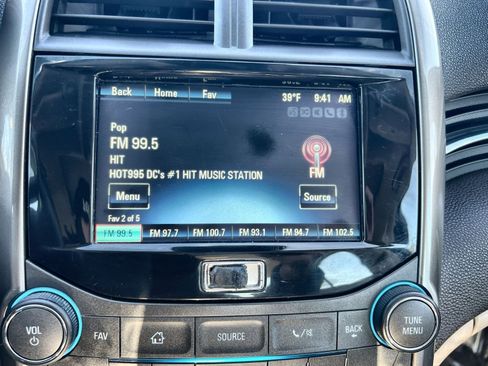 Back Home Fav 39°F 9:41 AM
Pop
FM 99.5
HIT
HOT995 DC's #1 HIT MUSIC STATION
FM
Menu Source
Fav 2 of 5
FM 99.5 FM 97.7 FM 100.7 FM 93.1 FM 94.7 FM 102.5
VOL FAV SOURCE BACK TUNE
MENU